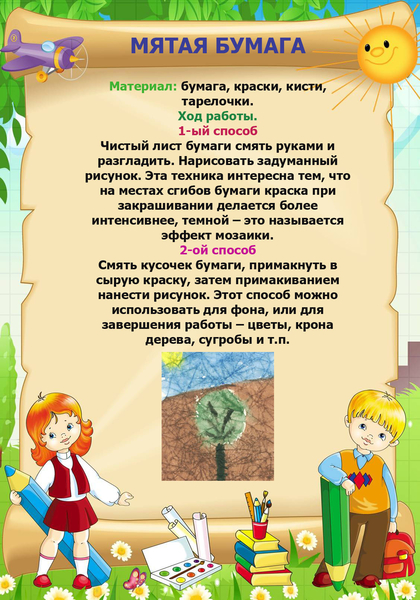 МЯТАЯ БУМАГА
Материал: бумага, краски, кисти,
тарелочки.
Ход работы.
1-ый способ
Чистый лист бумаги смять руками и
разгладить. Нарисовать задуманный
рисунок. Эта техника интересна тем, что
на местах сгибов бумаги краска при
закрашивании делается более
интенсивнее, темной – это называется
эффект мозаики.
2-ой способ
Смять кусочек бумаги, примакнуть в
сырую краску, затем примакиванием
нанести рисунок. Этот способ можно
использовать для фона, или для
завершения работы – цветы, крона
дерева, сугробы и т.п.